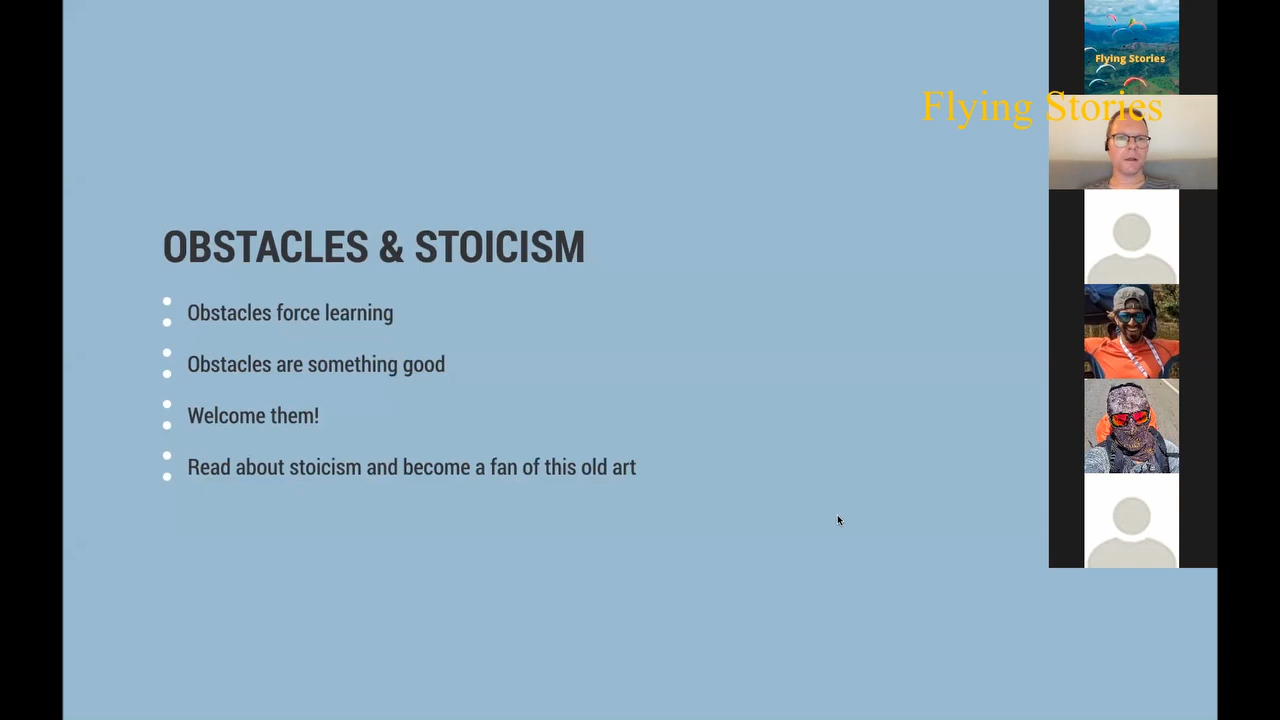 Flying Stories
Flying Stories
OBSTACLES & STOICISM
Obstacles force learning
Obstacles are something good
Welcome them!
Read about stoicism and become a fan of this old art